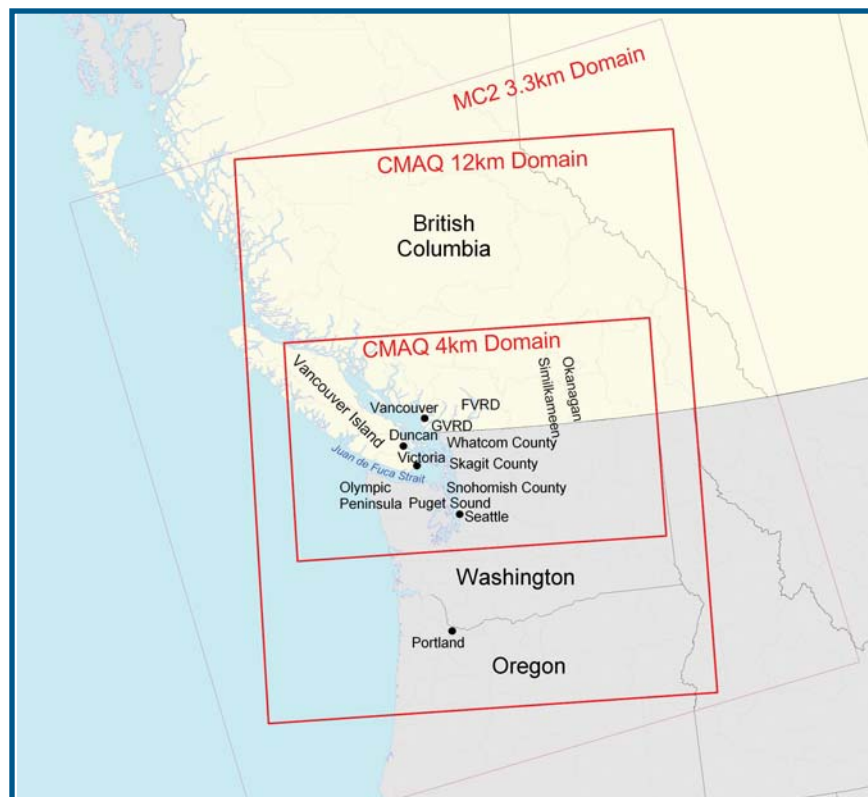 MC2 3.3km Domain
CMAQ 12km Domain
British
Columbia
CMAQ 4km Domain
Vancouver Island
Okanagan
Similkameen
Vancouver
FVRD
GVRD
Duncan
Whatcom County
Victoria
Skagit County
Juan de Fuca Strait
Olympic
Peninsula
Snohomish County
Puget Sound
Seattle
Washington
Portland
Oregon